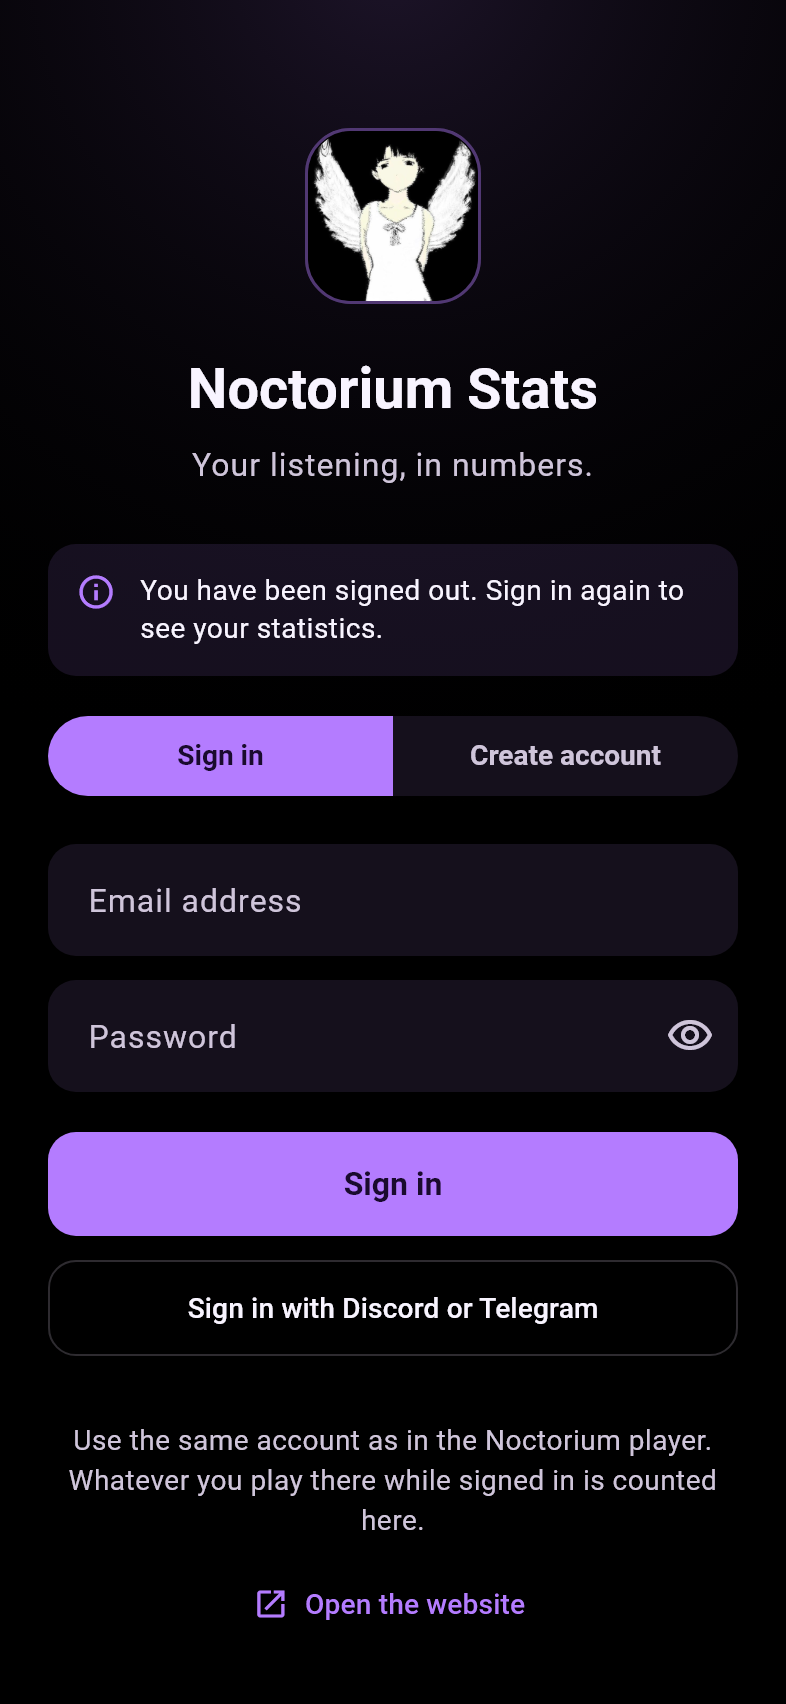 Noctorium Stats
Your listening, in numbers.
You have been signed out. Sign in again to
see your statistics.
Sign in
Create account
Email address
Password
Sign in
Sign in with Discord or Telegram
Use the same account as in the Noctorium player.
Whatever you play there while signed in is counted
here.
Open the website